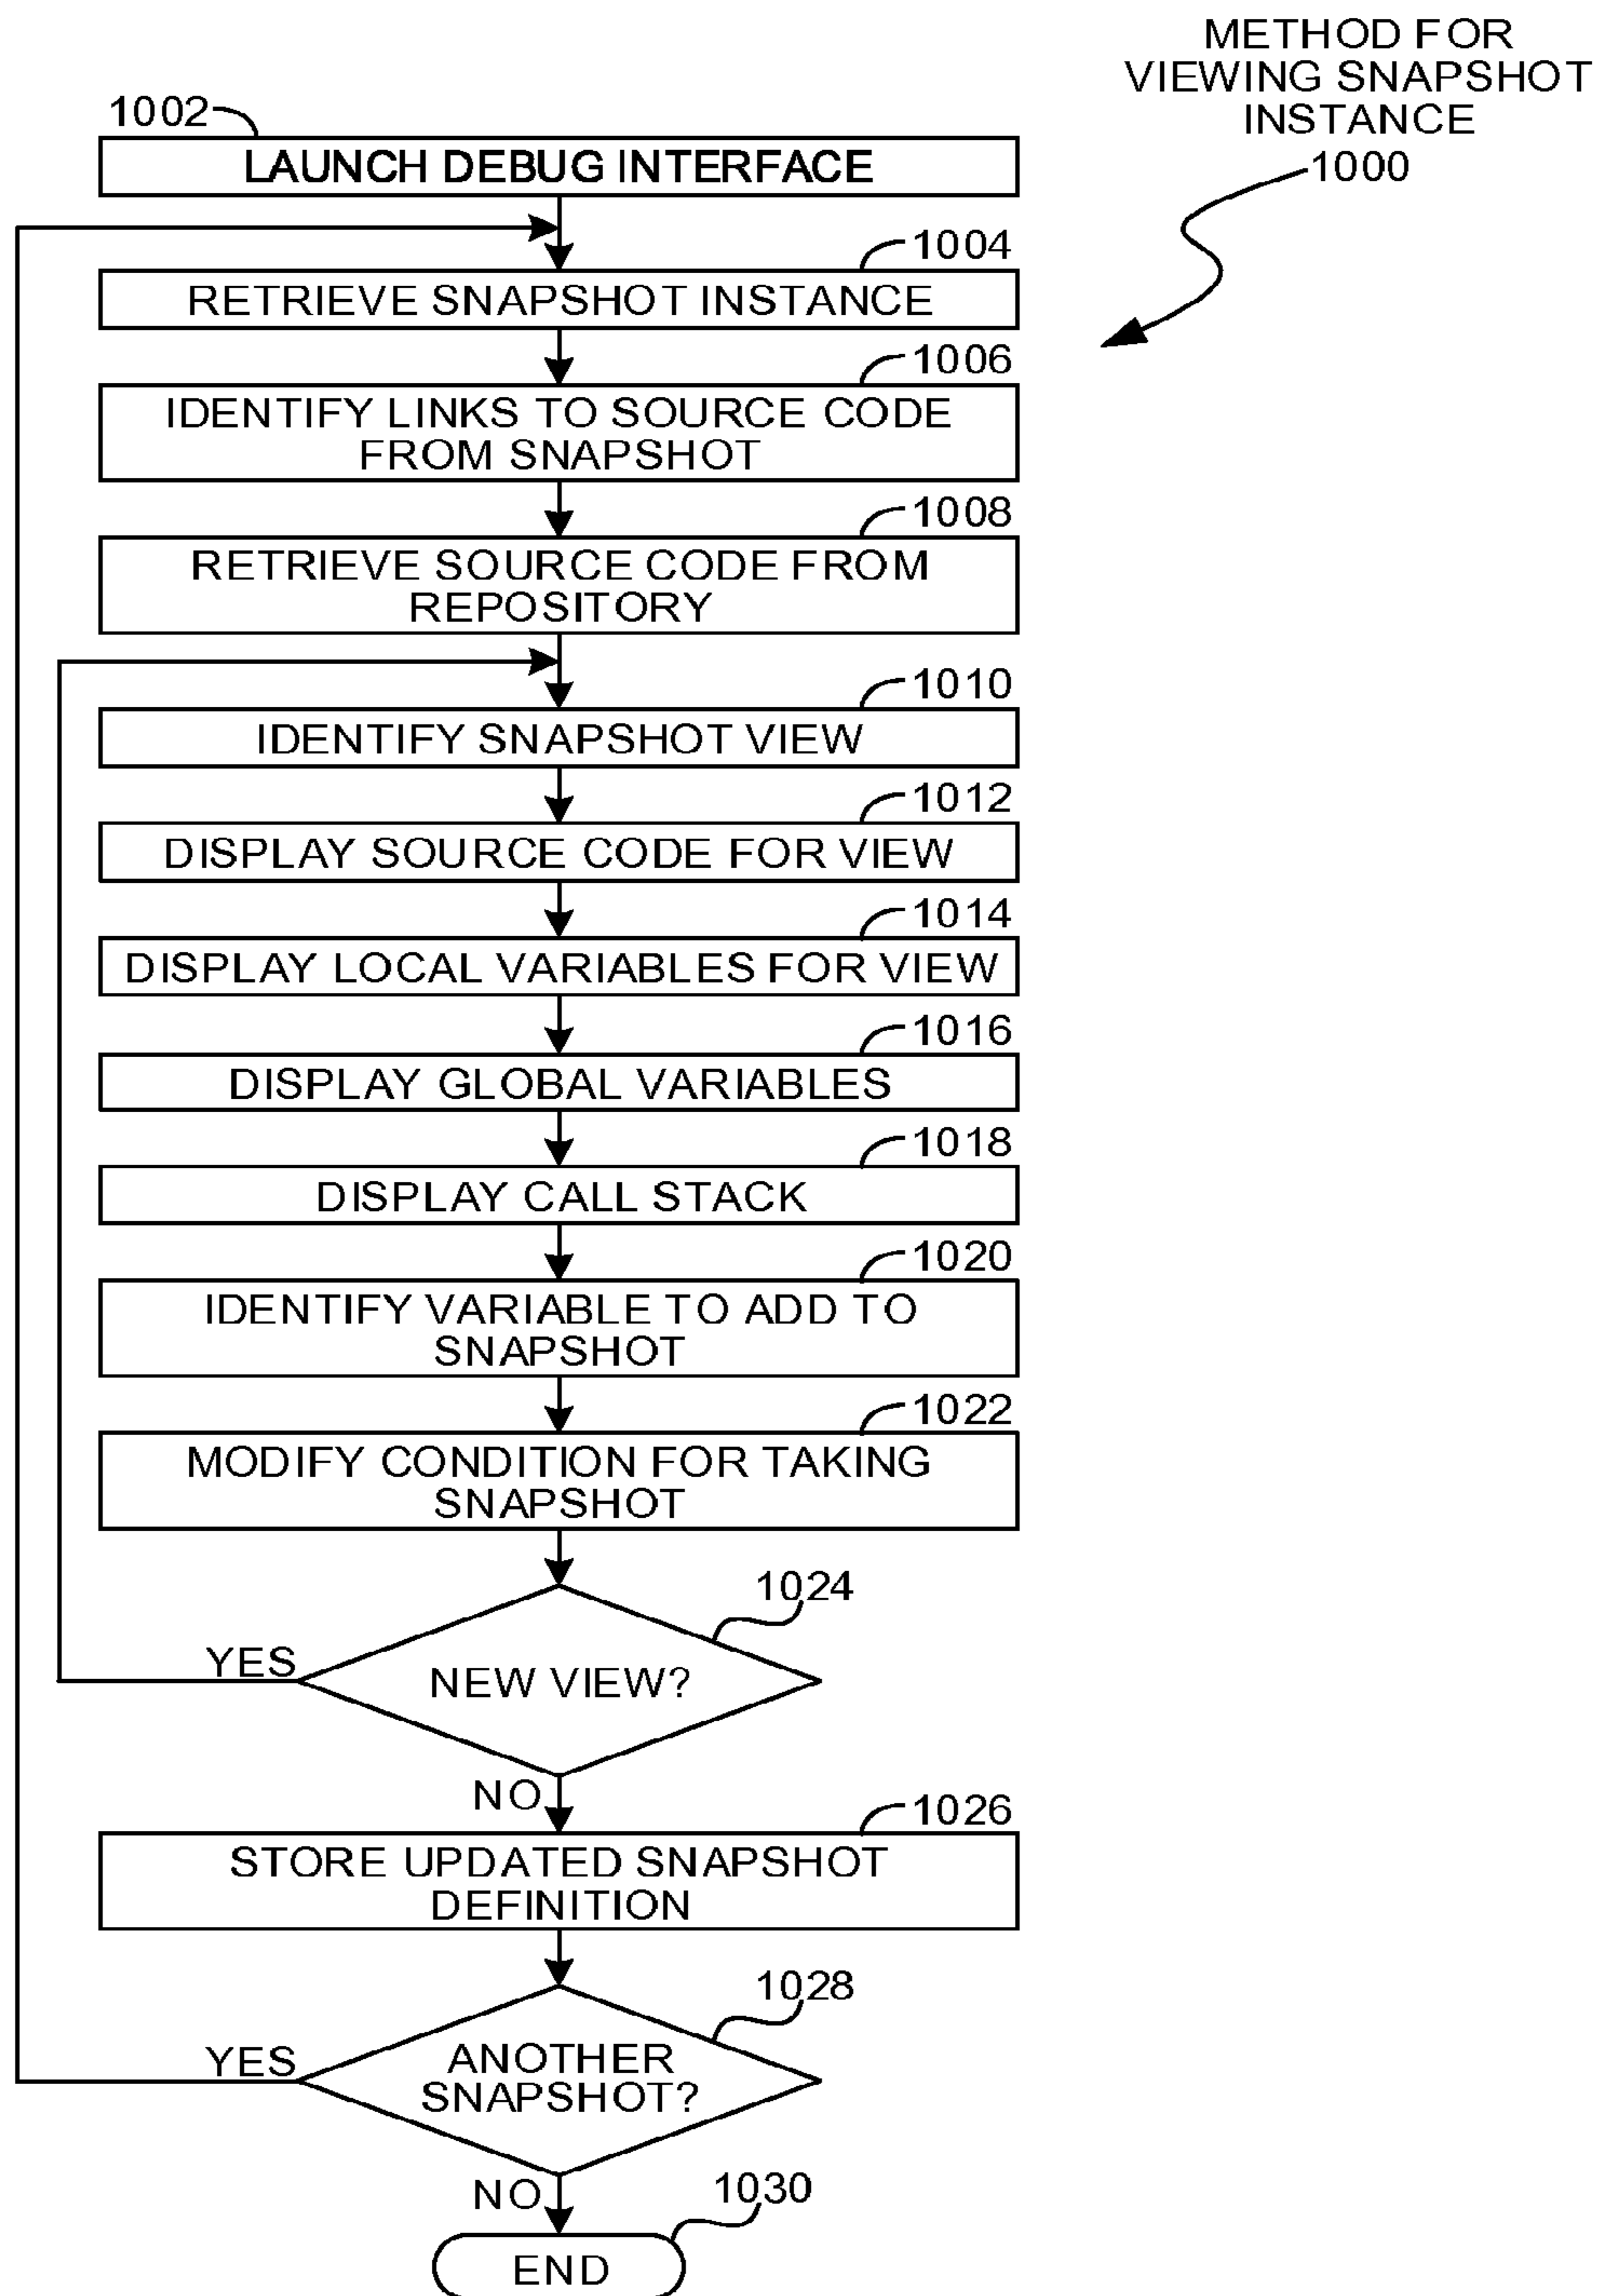 METHOD FOR
VIEWING SNAPSHOT
INSTANCE
1000
1002
LAUNCH DEBUG INTERFACE
1004
RETRIEVE SNAPSHOT INSTANCE
1006
IDENTIFY LINKS TO SOURCE CODE
FROM SNAPSHOT
1008
RETRIEVE SOURCE CODE FROM
REPOSITORY
1010
IDENTIFY SNAPSHOT VIEW
1012
DISPLAY SOURCE CODE FOR VIEW
1014
DISPLAY LOCAL VARIABLES FOR VIEW
1016
DISPLAY GLOBAL VARIABLES
1018
DISPLAY CALL STACK
1020
IDENTIFY VARIABLE TO ADD TO
SNAPSHOT
1022
MODIFY CONDITION FOR TAKING
SNAPSHOT
1024
YES
NEW VIEW?
NO
1026
STORE UPDATED SNAPSHOT
DEFINITION
1028
YES
ANOTHER
SNAPSHOT?
NO
1030
END